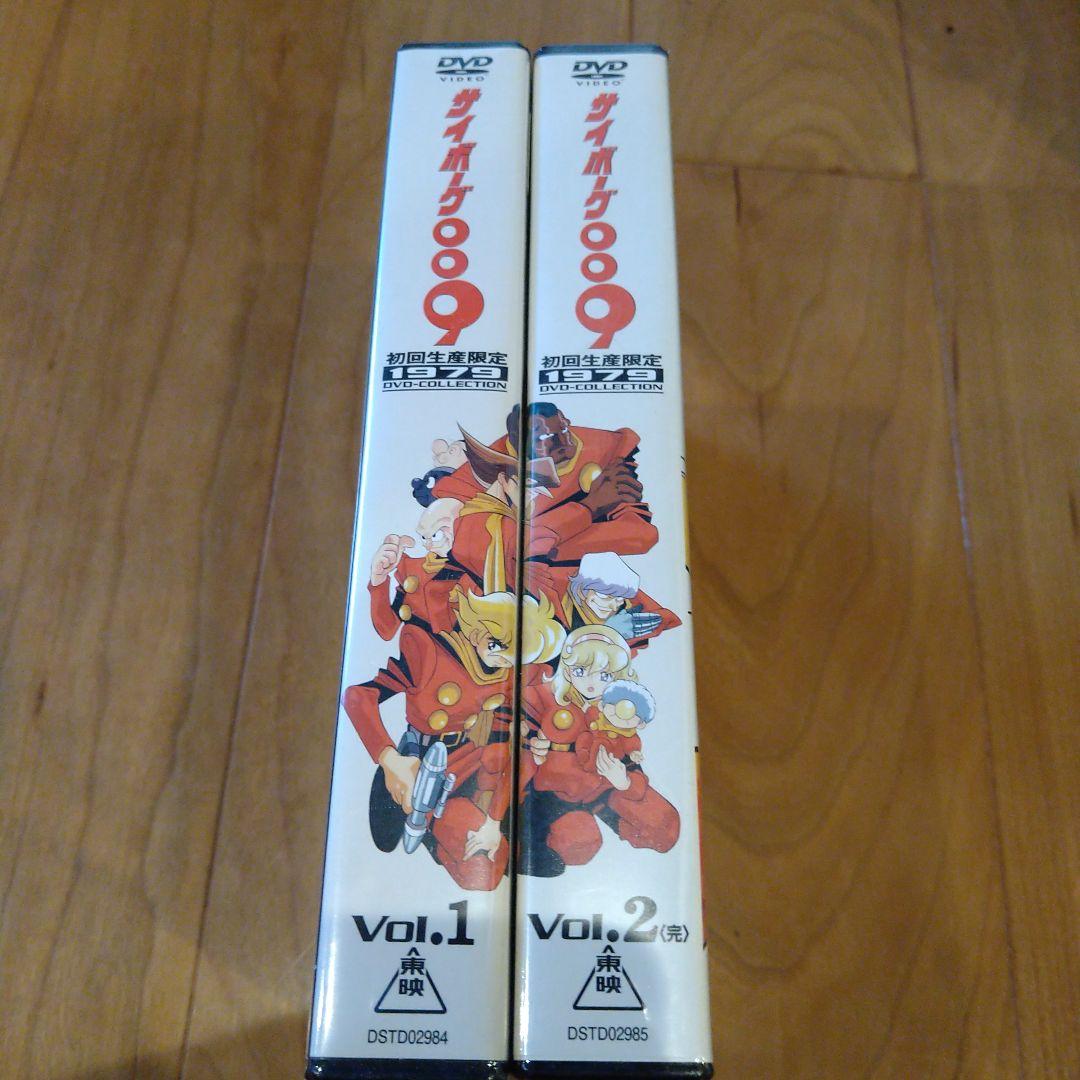 DVD
VIDEO
サイボーグ009
初回生産限定
1979
DVD-COLLECTION
Vol.1
東映
DSTD02984
DVD
VIDEO
サイボーグ009
初回生産限定
1979
DVD-COLLECTION
Vol.2〈完〉
東映
DSTD02985